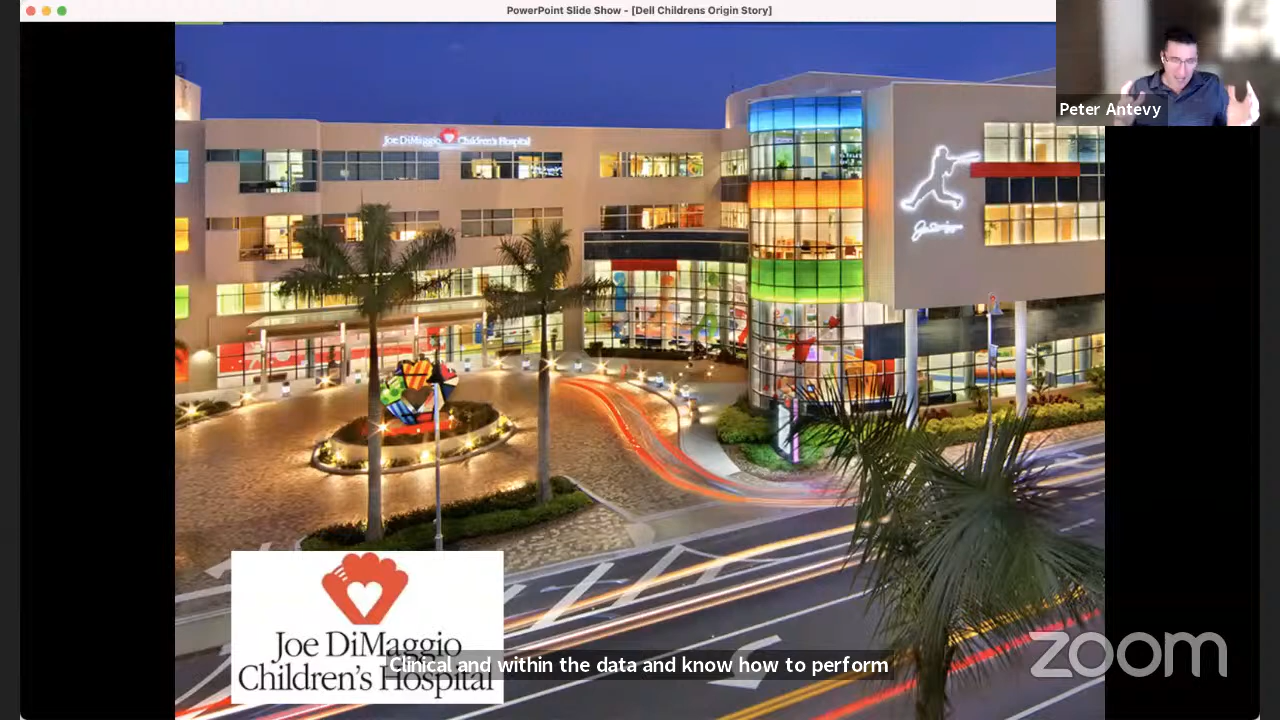 PowerPoint Slide Show - [Dell Childrens Origin Story]
Peter Antevy
Joe DiMaggio Children's Hospital
Joe DiMaggio
Children's Hospital
Clinical and within the data and know how to perform
zoom